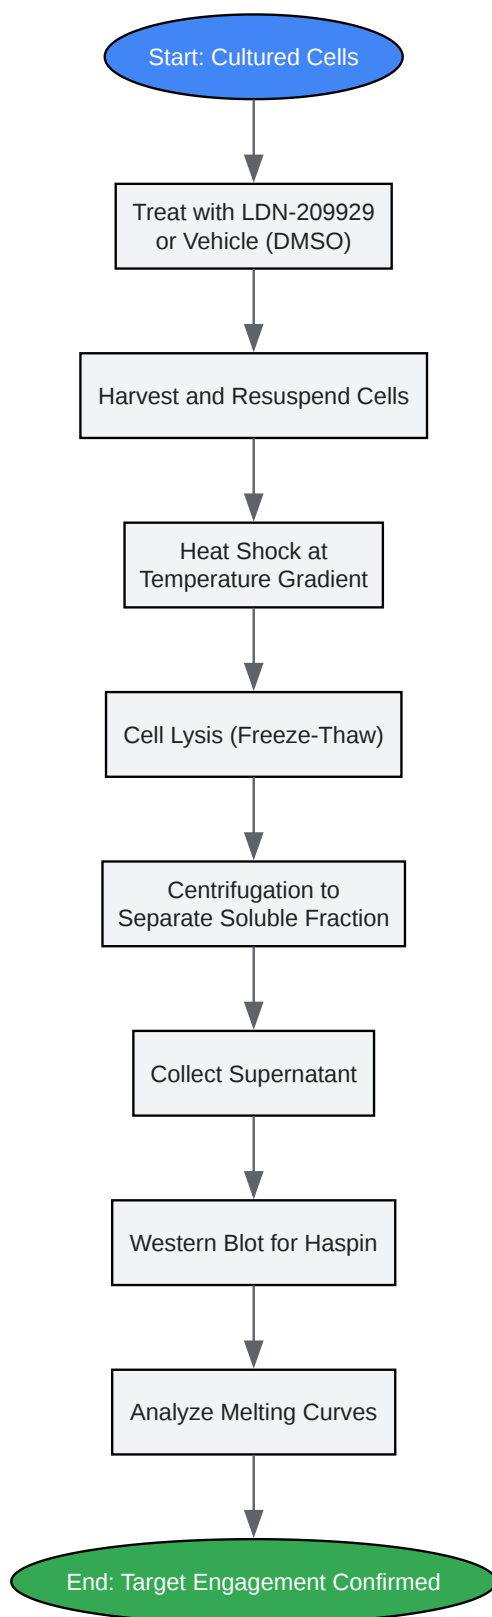 Start: Cultured Cells
Treat with LDN-209929
or Vehicle (DMSO)
Harvest and Resuspend Cells
Heat Shock at
Temperature Gradient
Cell Lysis (Freeze-Thaw)
Centrifugation to
Separate Soluble Fraction
Collect Supernatant
Western Blot for Haspin
Analyze Melting Curves
End: Target Engagement Confirmed